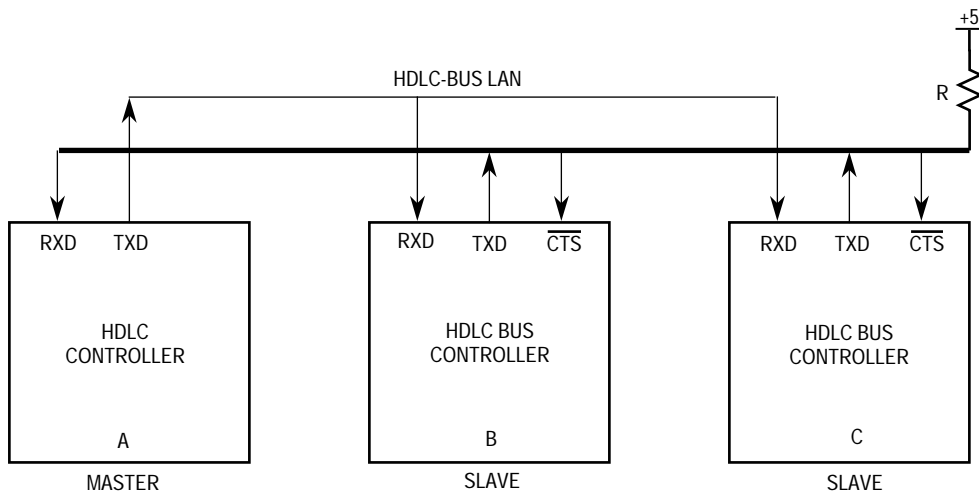 +5
HDLC-BUS LAN
R
RXD TXD
RXD TXD CTS
RXD TXD CTS
HDLC
CONTROLLER
HDLC BUS
CONTROLLER
HDLC BUS
CONTROLLER
A
B
C
MASTER
SLAVE
SLAVE